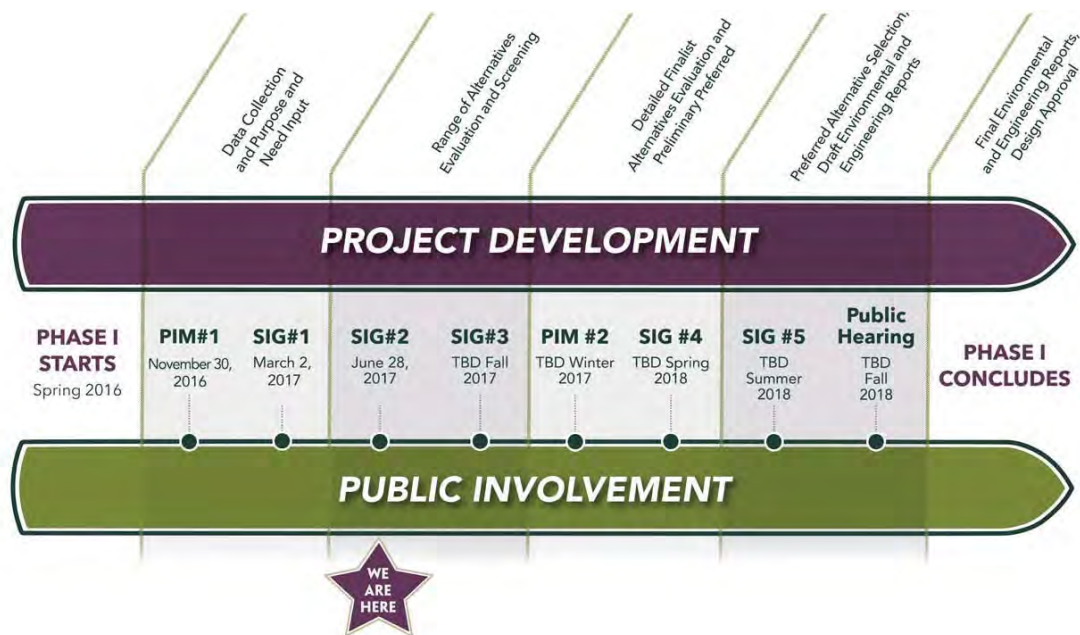 Data Collection
and Purpose and
Need Input
Range of Alternatives
Evaluation and Screening
Detailed Finalist
Alternatives Evaluation and
Preliminary Preferred
Preferred Alternative Selection,
Draft Environmental and
Engineering Reports
Final Environmental
and Engineering Reports,
Design Approval
PROJECT DEVELOPMENT
PHASE I
STARTS
Spring 2016
PIM#1
November 30,
2016
SIG#1
March 2,
2017
SIG#2
June 28,
2017
SIG#3
TBD Fall
2017
PIM #2
TBD Winter
2017
SIG #4
TBD Spring
2018
SIG #5
TBD
Summer
2018
Public
Hearing
TBD
Fall
2018
PHASE I
CONCLUDES
PUBLIC INVOLVEMENT
WE
ARE
HERE